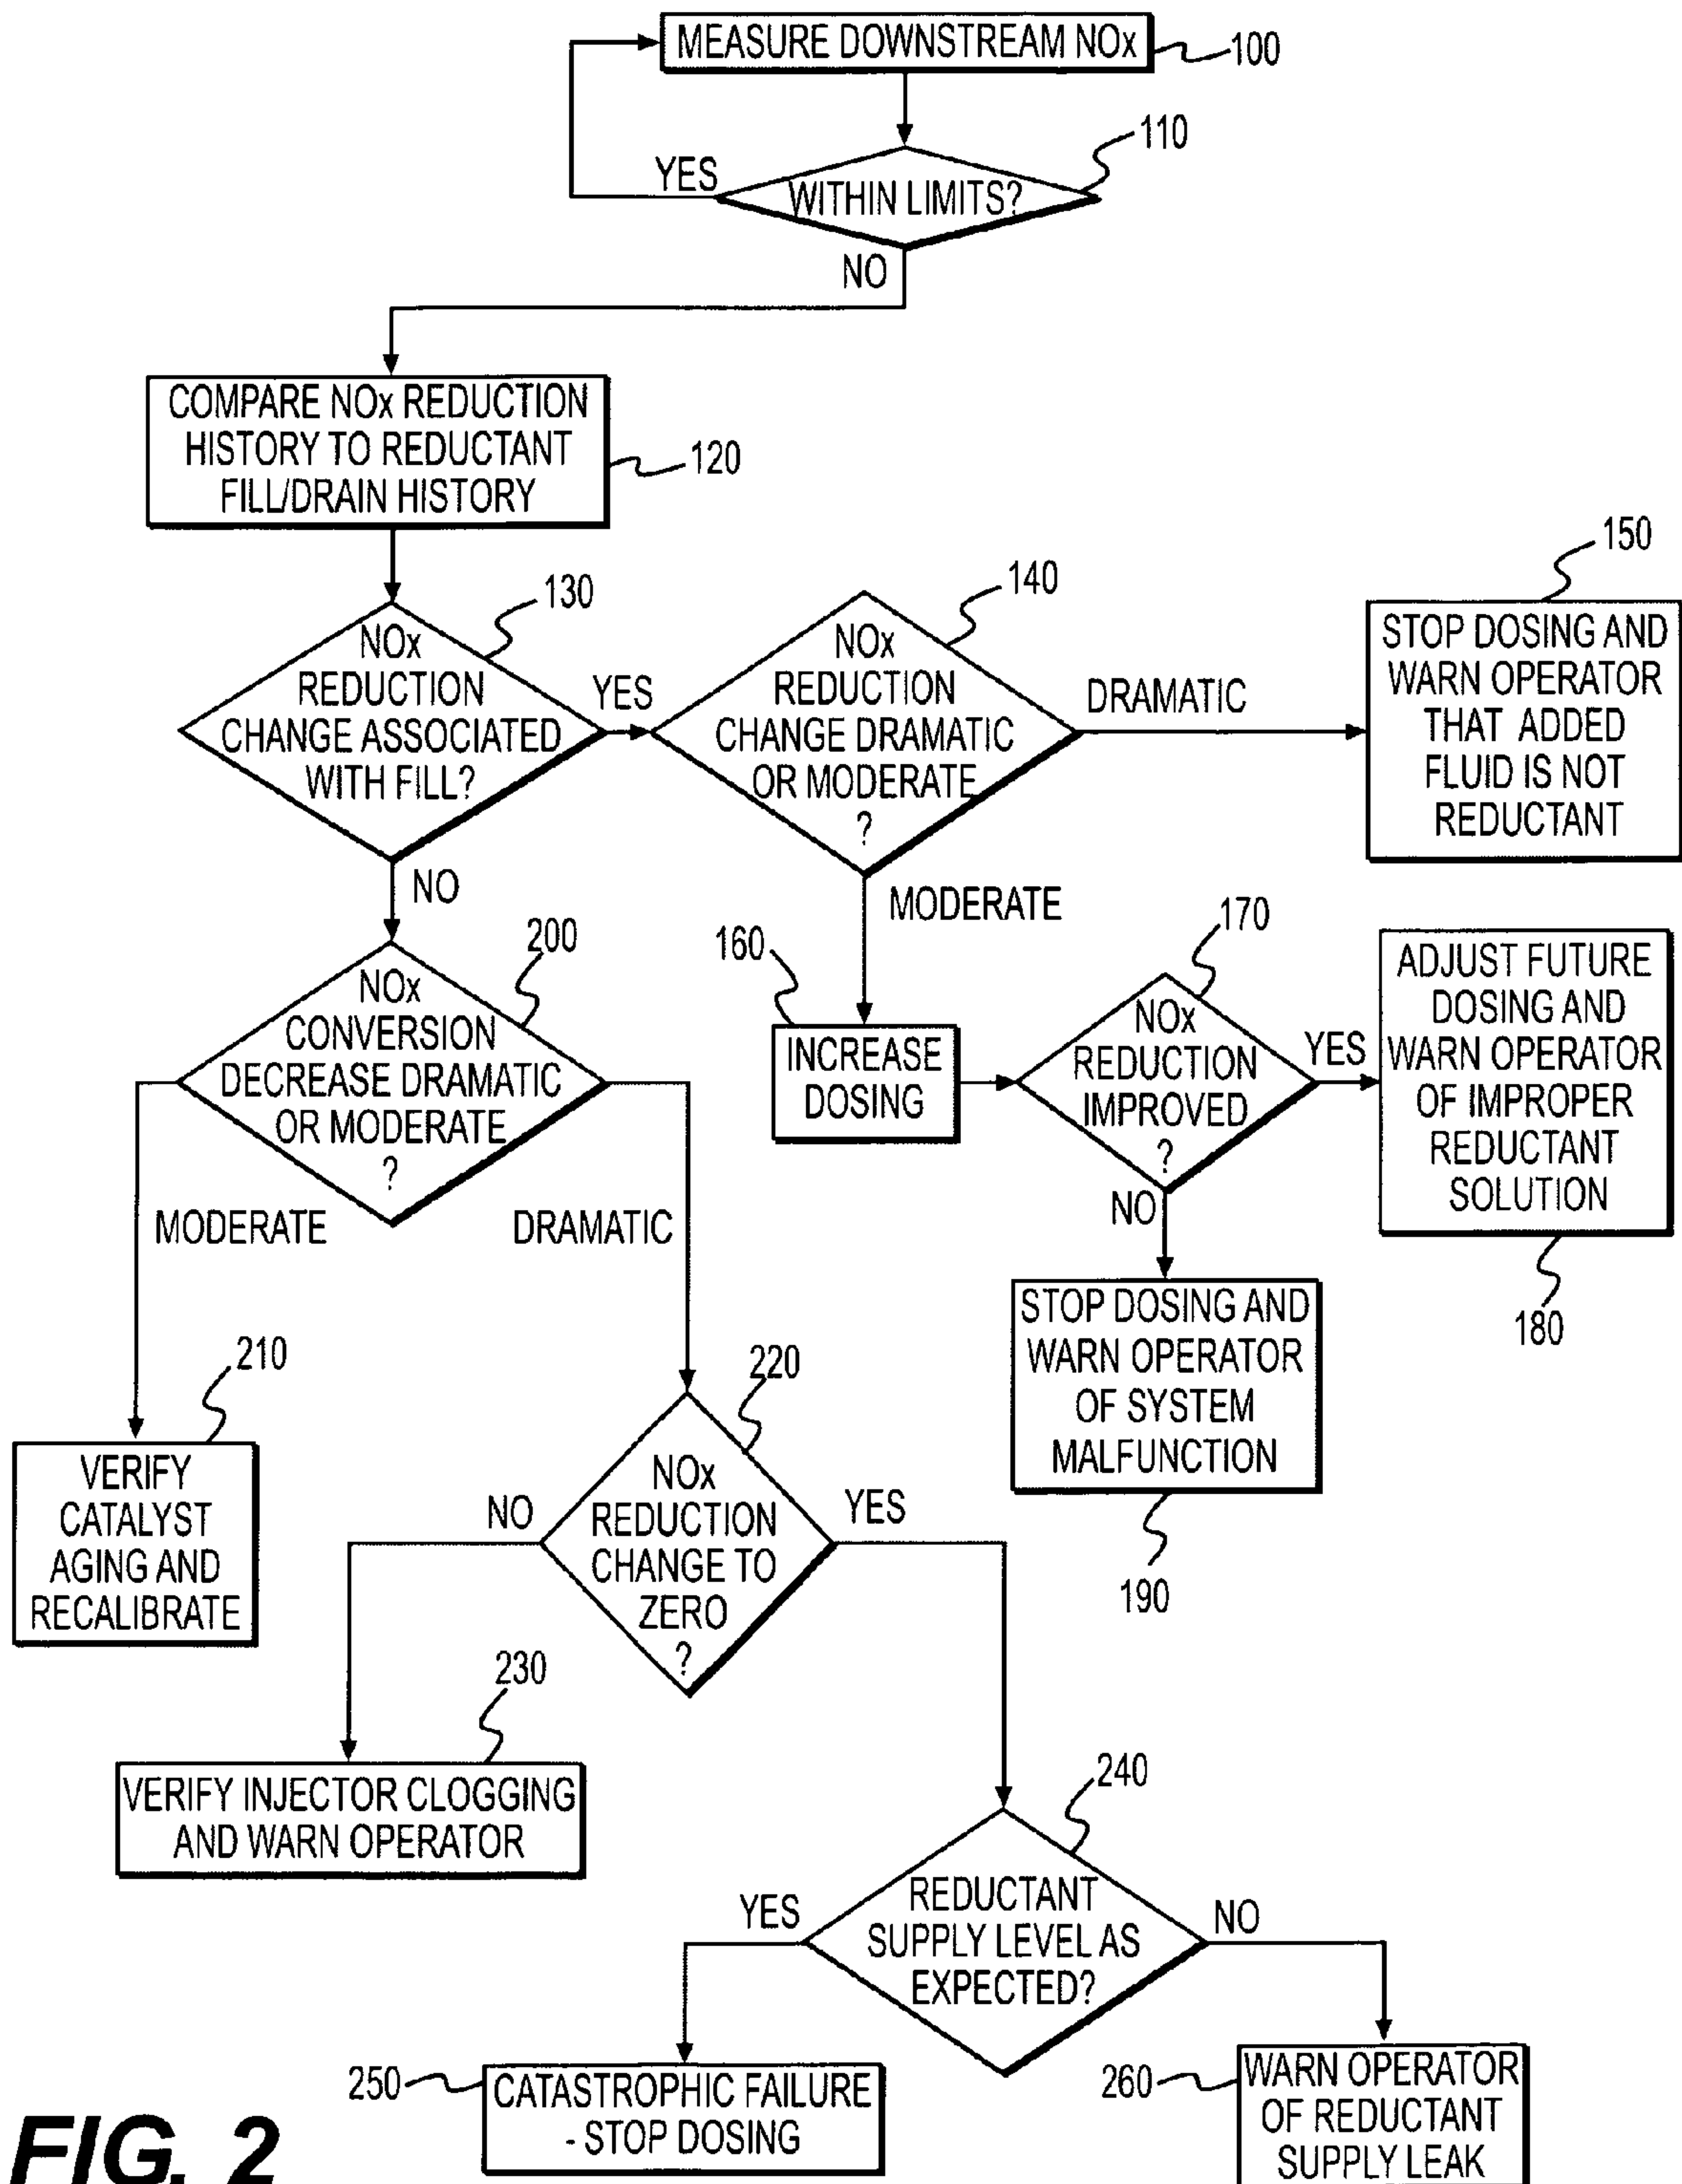 MEASURE DOWNSTREAM NOx
100
110
YES
WITHIN LIMITS?
NO
COMPARE NOx REDUCTION
HISTORY TO REDUCTANT
FILL/DRAIN HISTORY
120
130
NOx
REDUCTION
CHANGE ASSOCIATED
WITH FILL?
YES
NO
140
NOx
REDUCTION
CHANGE DRAMATIC
OR MODERATE
?
DRAMATIC
MODERATE
150
STOP DOSING AND
WARN OPERATOR
THAT ADDED
FLUID IS NOT
REDUCTANT
160
INCREASE
DOSING
170
NOx
REDUCTION
IMPROVED
?
YES
NO
ADJUST FUTURE
DOSING AND
WARN OPERATOR
OF IMPROPER
REDUCTANT
SOLUTION
180
STOP DOSING AND
WARN OPERATOR
OF SYSTEM
MALFUNCTION
190
200
NOx
CONVERSION
DECREASE DRAMATIC
OR MODERATE
?
MODERATE
DRAMATIC
210
VERIFY
CATALYST
AGING AND
RECALIBRATE
220
NOx
REDUCTION
CHANGE TO
ZERO
?
NO
YES
230
VERIFY INJECTOR CLOGGING
AND WARN OPERATOR
240
REDUCTANT
SUPPLY LEVEL AS
EXPECTED?
YES
NO
250
CATASTROPHIC FAILURE
- STOP DOSING
260
WARN OPERATOR
OF REDUCTANT
SUPPLY LEAK
FIG. 2